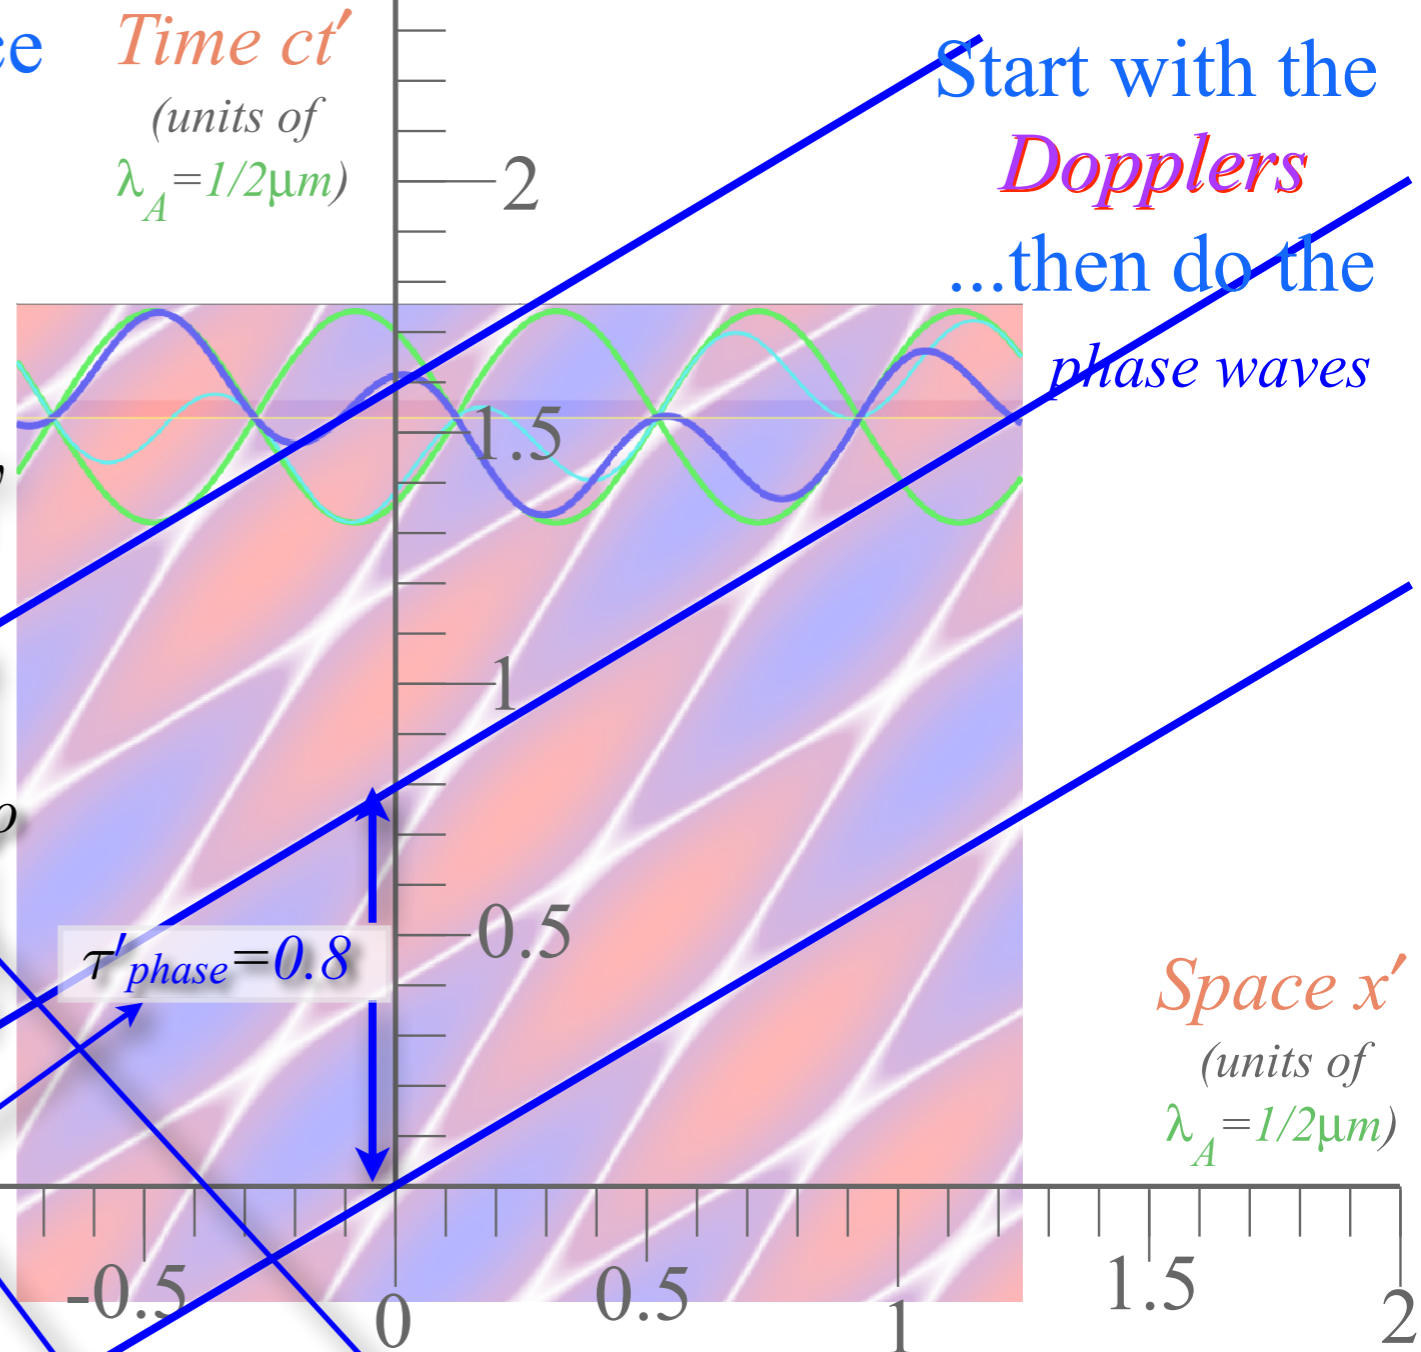 ce
Time ct′
(units of
λA=1/2μm)
Start with the
Dopplers
...then do the
phase waves
2
1.5
1
0.5
τ′phase=0.8
Space x′
(units of
λA=1/2μm)
-0.5
0
0.5
1
1.5
2